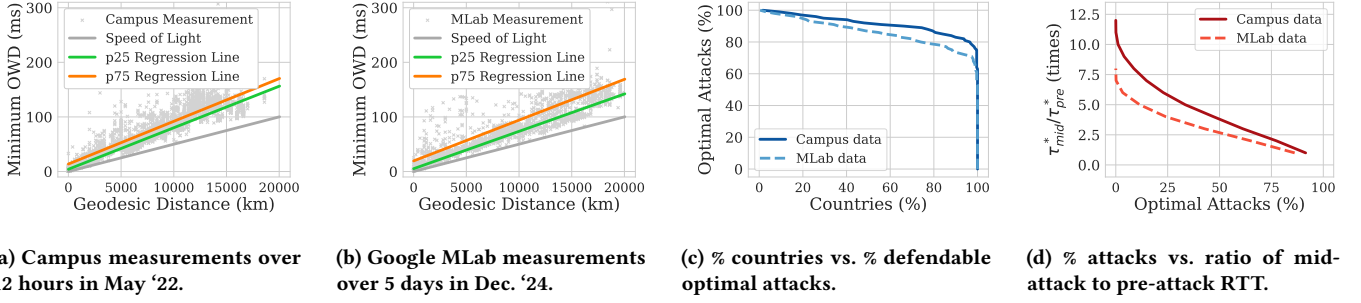 Minimum OWD (ms)
300
200
100
0
Campus Measurement
Speed of Light
p25 Regression Line
p75 Regression Line
0 5000 10000 15000 20000
Geodesic Distance (km)
a) Campus measurements over
2 hours in May ‘22.
Minimum OWD (ms)
300
200
100
0
MLab Measurement
Speed of Light
p25 Regression Line
p75 Regression Line
0 5000 10000 15000 20000
Geodesic Distance (km)
(b) Google MLab measurements
over 5 days in Dec. ‘24.
Optimal Attacks (%)
100
80
60
40
20
0
Campus data
MLab data
0 20 40 60 80 100
Countries (%)
(c) % countries vs. % defendable
optimal attacks.
τ*mid/τ*pre (times)
12.5
10.0
7.5
5.0
2.5
0.0
Campus data
MLab data
0 25 50 75 100
Optimal Attacks (%)
(d) % attacks vs. ratio of mid-
attack to pre-attack RTT.